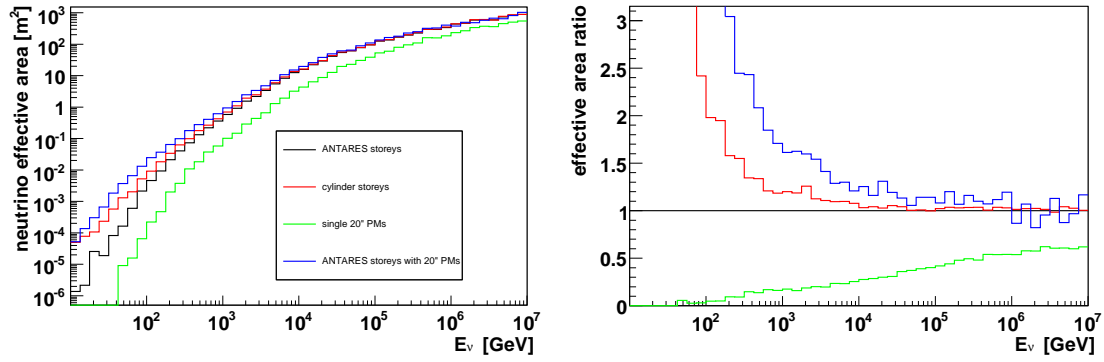 neutrino effective area [m²]
10³
10²
10
1
10⁻¹
10⁻²
10⁻³
10⁻⁴
10⁻⁵
10⁻⁶
ANTARES storeys
cylinder storeys
single 20" PMs
ANTARES storeys with 20" PMs
10² 10³ 10⁴ 10⁵ 10⁶ 10⁷
Eν [GeV]
effective area ratio
3
2.5
2
1.5
1
0.5
0
10² 10³ 10⁴ 10⁵ 10⁶ 10⁷
Eν [GeV]